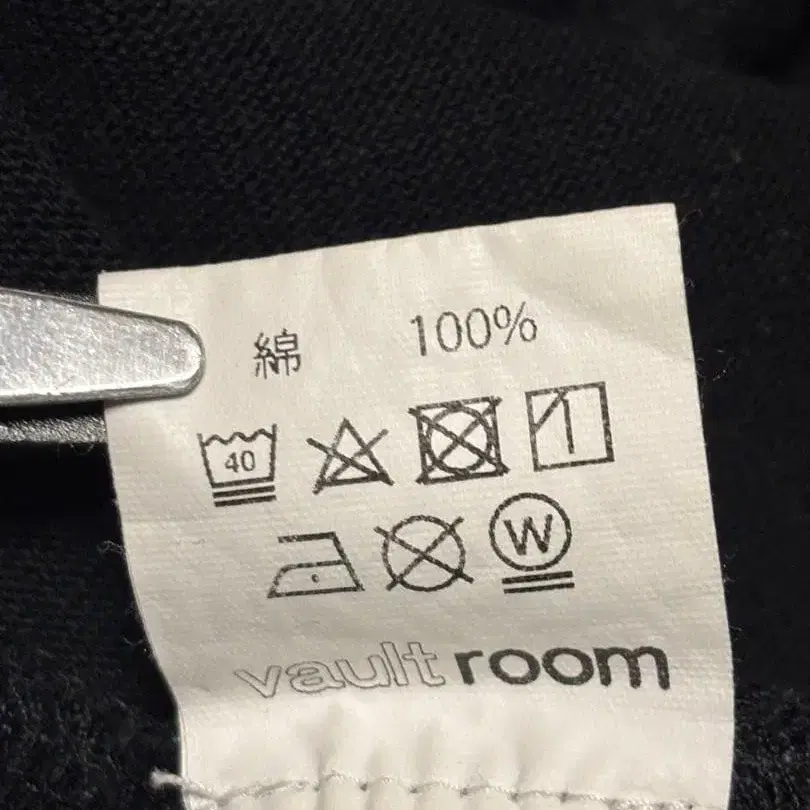 綿 100%
40
W
vault room